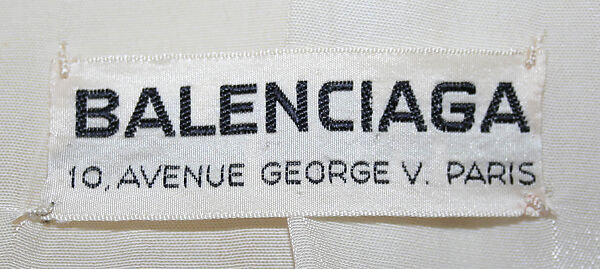 BALENCIAGA
10, AVENUE GEORGE V. PARIS